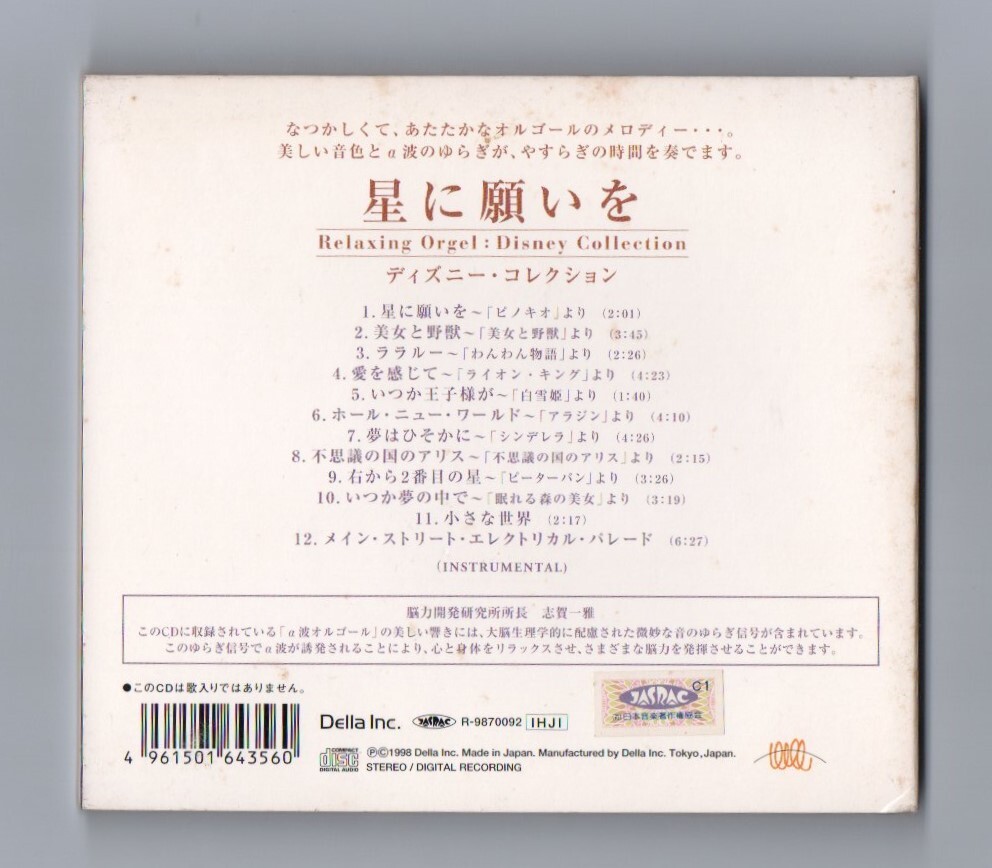 なつかしくて、あたたかなオルゴールのメロディー・・・。
美しい音色とα波のゆらぎが、やすらぎの時間を奏でます。
星に願いを
Relaxing Orgel : Disney Collection
ディズニー・コレクション
1. 星に願いを～「ピノキオ」より (2:01)
2. 美女と野獣～「美女と野獣」より (3:45)
3. ララルー～「わんわん物語」より (2:26)
4. 愛を感じて～「ライオン・キング」より (4:23)
5. いつか王子様が～「白雪姫」より (1:40)
6. ホール・ニュー・ワールド～「アラジン」より (4:10)
7. 夢はひそかに～「シンデレラ」より (4:26)
8. 不思議の国のアリス～「不思議の国のアリス」より (2:15)
9. 右から2番目の星～「ピーターパン」より (3:26)
10. いつか夢の中で～「眠れる森の美女」より (3:19)
11. 小さな世界 (2:17)
12. メイン・ストリート・エレクトリカル・パレード (6:27)
(INSTRUMENTAL)
脳力開発研究所所長 志賀一雅
このCDに収録されている「α波オルゴール」の美しい響きには、大脳生理学的に配慮された微妙な音のゆらぎ信号が含まれています。
このゆらぎ信号でα波が誘発されることにより、心と身体をリラックスさせ、さまざまな脳力を発揮させることができます。
●このCDは歌入りではありません。
4 961501 643560
Della Inc. JASRAC R-9870092 IHJI
COMPACT disc DIGITAL AUDIO
ⓅⒸ1998 Della Inc. Made in Japan. Manufactured by Della Inc. Tokyo, Japan.
STEREO / DIGITAL RECORDING
C1
JASRAC
日本音楽著作権協会